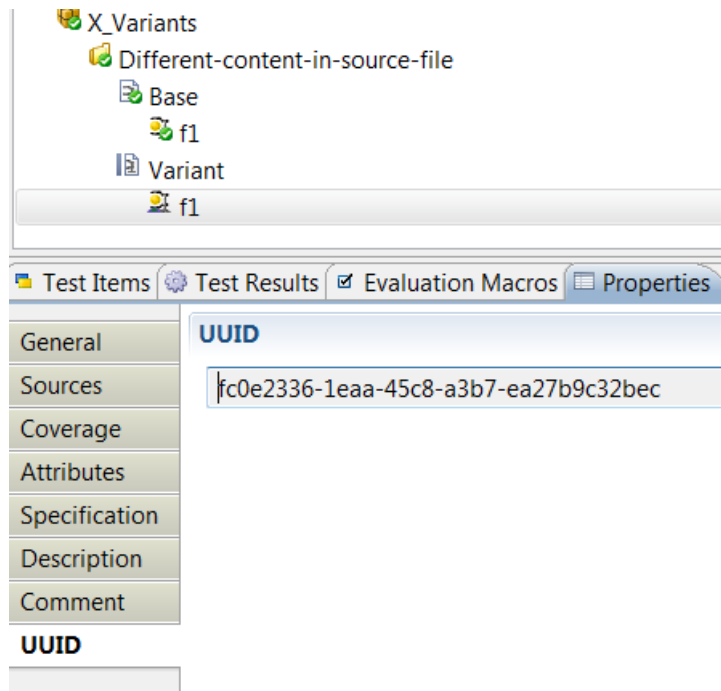 X_Variants
Different-content-in-source-file
Base
f1
Variant
f1
Test Items Test Results Evaluation Macros Properties
General
UUID
Sources
fc0e2336-1eaa-45c8-a3b7-ea27b9c32bec
Coverage
Attributes
Specification
Description
Comment
UUID